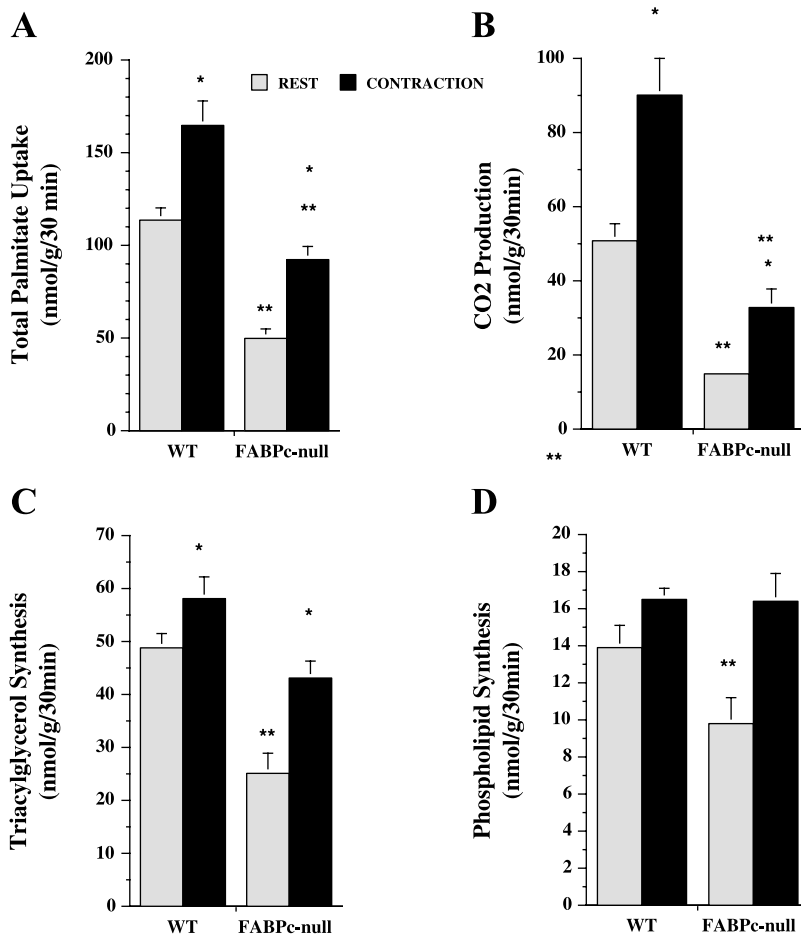 A
Total Palmitate Uptake
(nmol/g/30 min)
200
150
100
50
0
REST
CONTRACTION
*
**
*
**
WT
FABPc-null
B
CO2 Production
(nmol/g/30min)
100
80
60
40
20
0
*
**
**
*
WT
FABPc-null
**
C
Triacylglycerol Synthesis
(nmol/g/30min)
70
60
50
40
30
20
10
0
*
**
*
WT
FABPc-null
D
Phospholipid Synthesis
(nmol/g/30min)
20
18
16
14
12
10
8
6
4
2
0
**
WT
FABPc-null